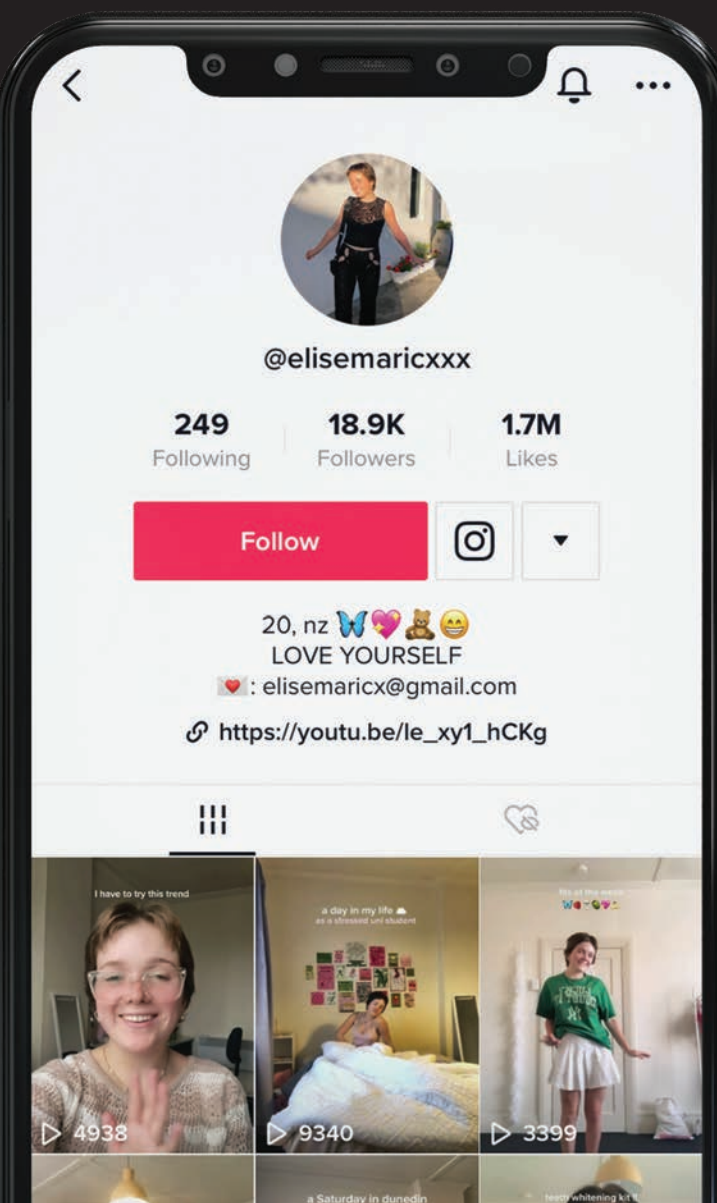 @elisemaricxxx
249
Following
18.9K
Followers
1.7M
Likes
Follow
20, nz 🦋💖🧸😁
LOVE YOURSELF
💌: elisemaricx@gmail.com
https://youtu.be/le_xy1_hCKg
I have to try this trend
a day in my life ☁️
as a stressed uni student
fits of the week
4938
9340
3399
a Saturday in dunedin
teeth whitening kit !!